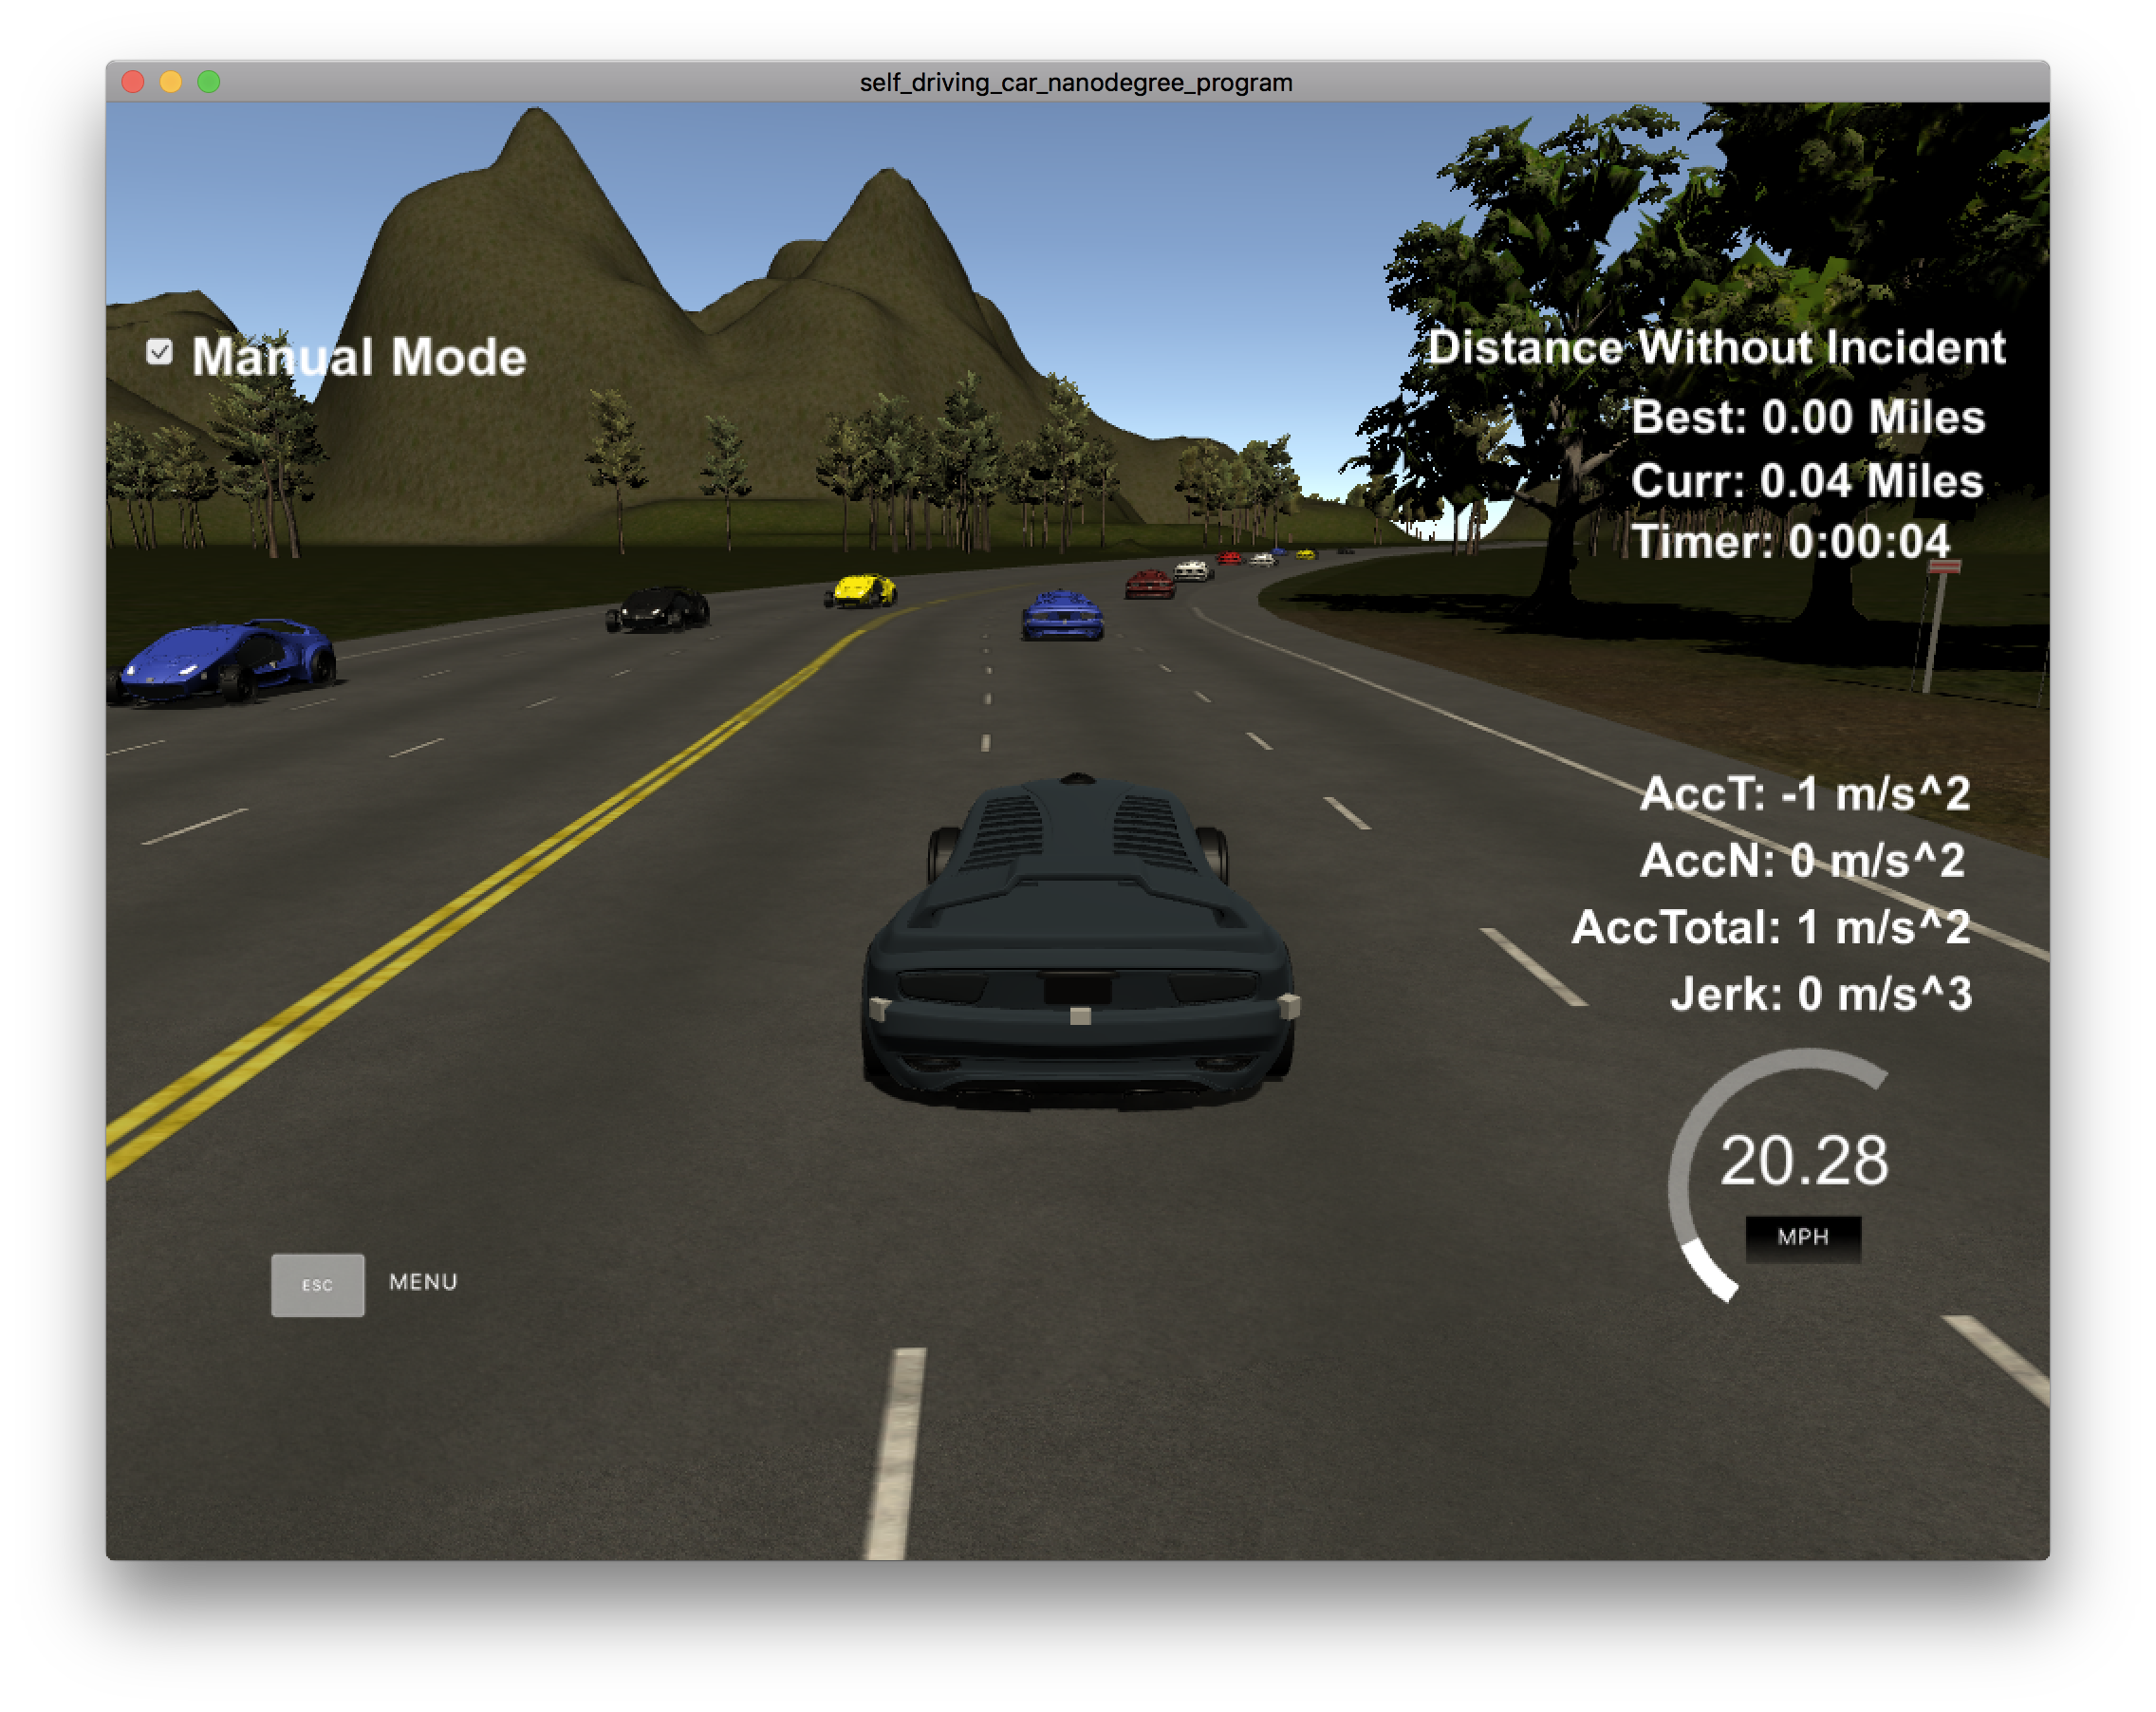 self_driving_car_nanodegree_program
Manual Mode
Distance Without Incident
Best: 0.00 Miles
Curr: 0.04 Miles
Timer: 0:00:04
AccT: -1 m/s^2
AccN: 0 m/s^2
AccTotal: 1 m/s^2
Jerk: 0 m/s^3
20.28
MPH
ESC MENU